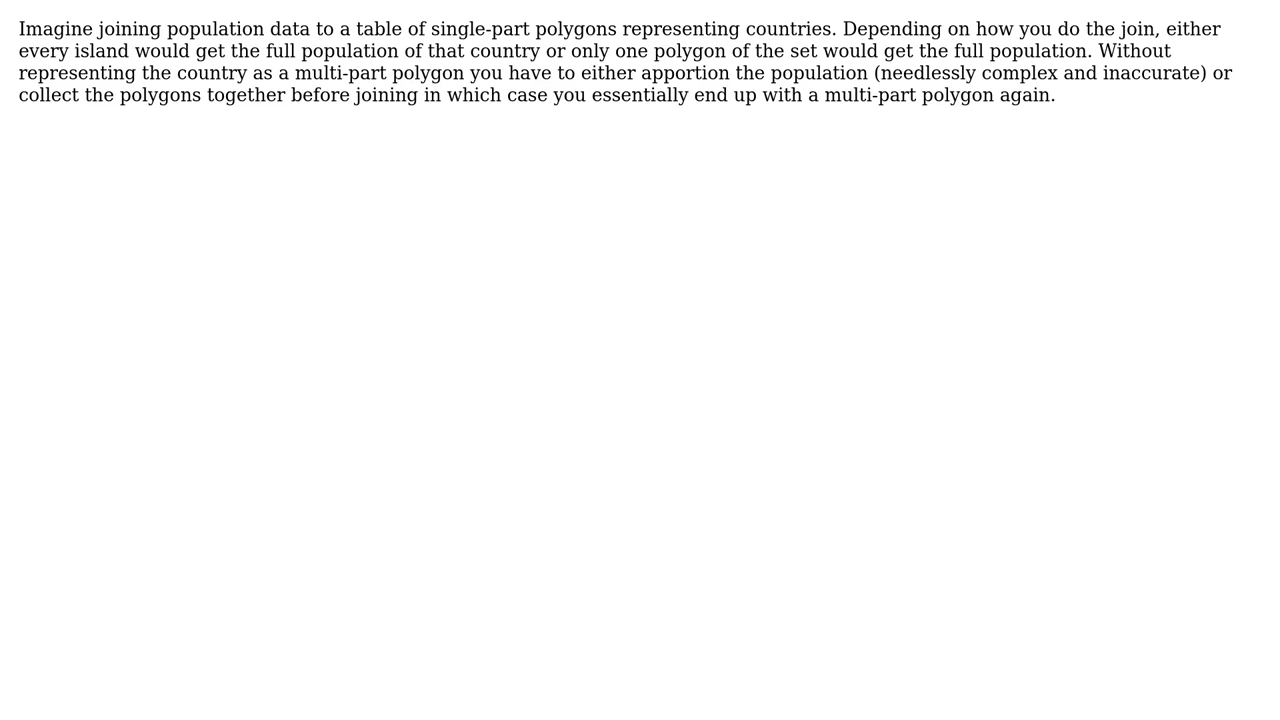 Imagine joining population data to a table of single-part polygons representing countries. Depending on how you do the join, either
every island would get the full population of that country or only one polygon of the set would get the full population. Without
representing the country as a multi-part polygon you have to either apportion the population (needlessly complex and inaccurate) or
collect the polygons together before joining in which case you essentially end up with a multi-part polygon again.